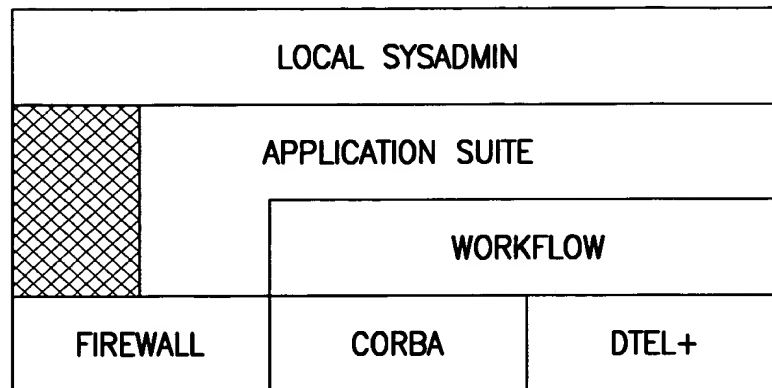 LOCAL SYSADMIN
APPLICATION SUITE
WORKFLOW
FIREWALL CORBA DTEL+